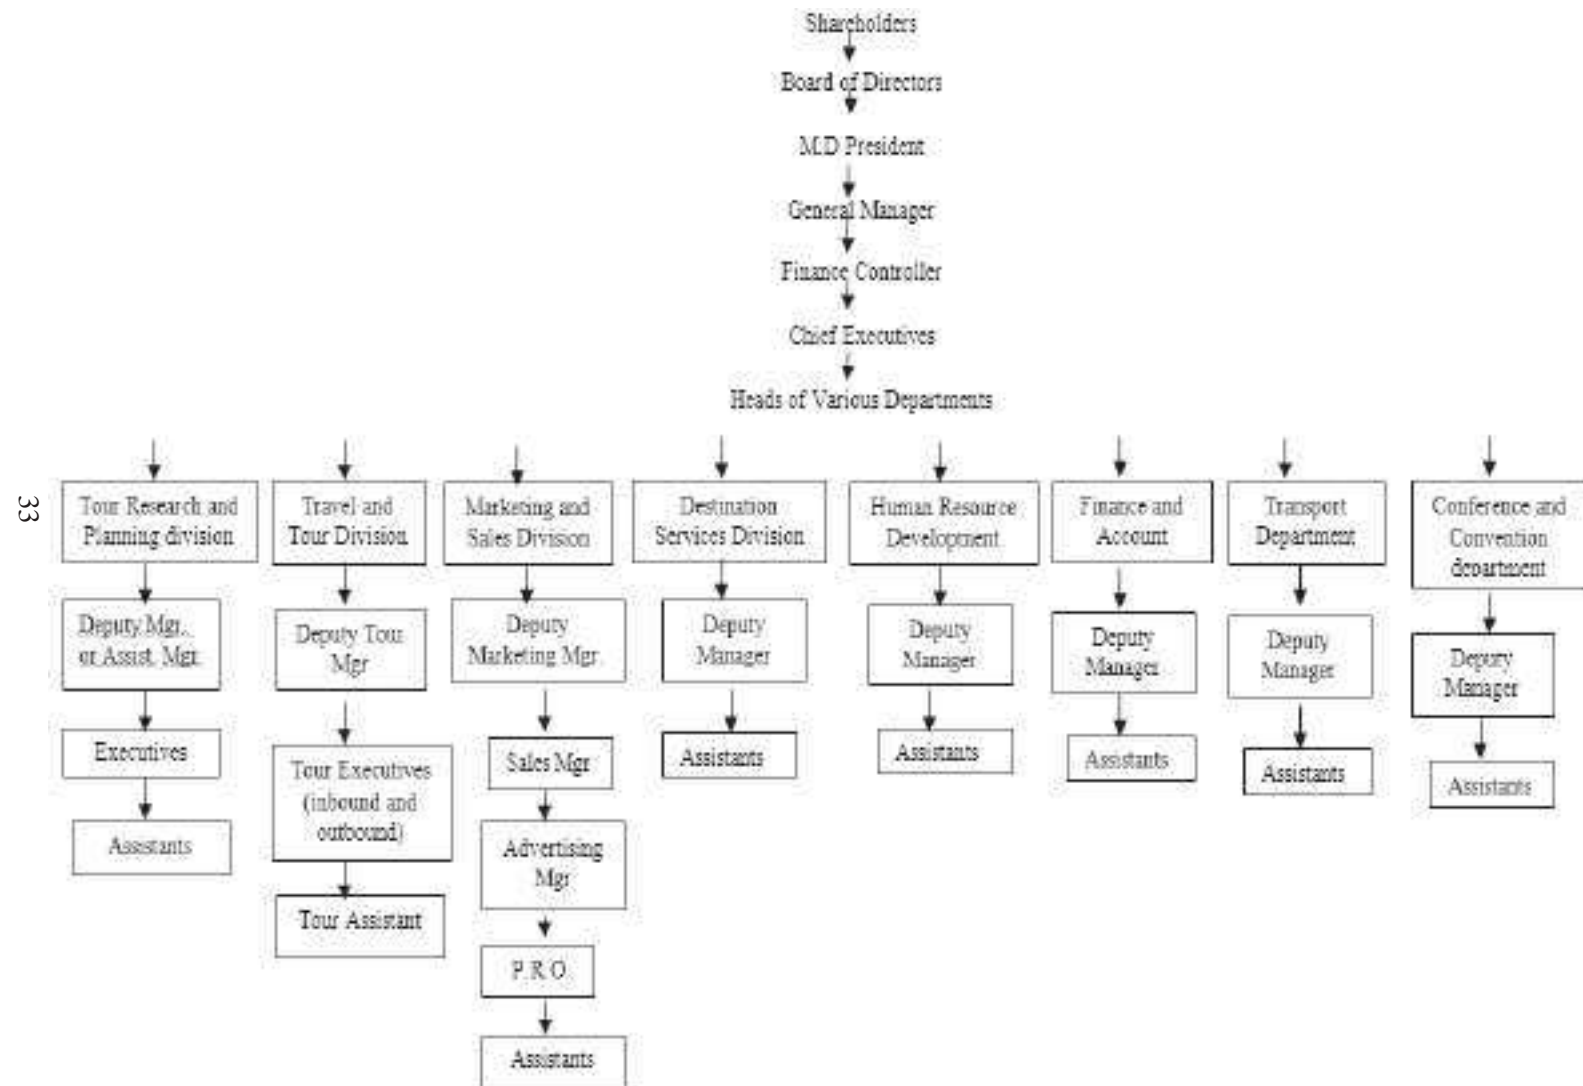 Shareholders
Board of Directors
M.D President
General Manager
Finance Controller
Chief Executives
Heads of Various Departments
33
Tour Research and
Planning division
Deputy Mgr.
or Assist. Mgr.
Executives
Assistants
Travel and
Tour Division
Deputy Tour
Mgr
Tour Executives
(inbound and
outbound)
Tour Assistant
Marketing and
Sales Division
Deputy
Marketing Mgr.
Sales Mgr
Advertising
Mgr
P.R.O
Assistants
Destination
Services Division
Deputy
Manager
Assistants
Human Resource
Development.
Deputy
Manager
Assistants
Finance and
Account
Deputy
Manager
Assistants
Transport
Department
Deputy
Manager
Assistants
Conference and
Convention
department
Deputy
Manager
Assistants